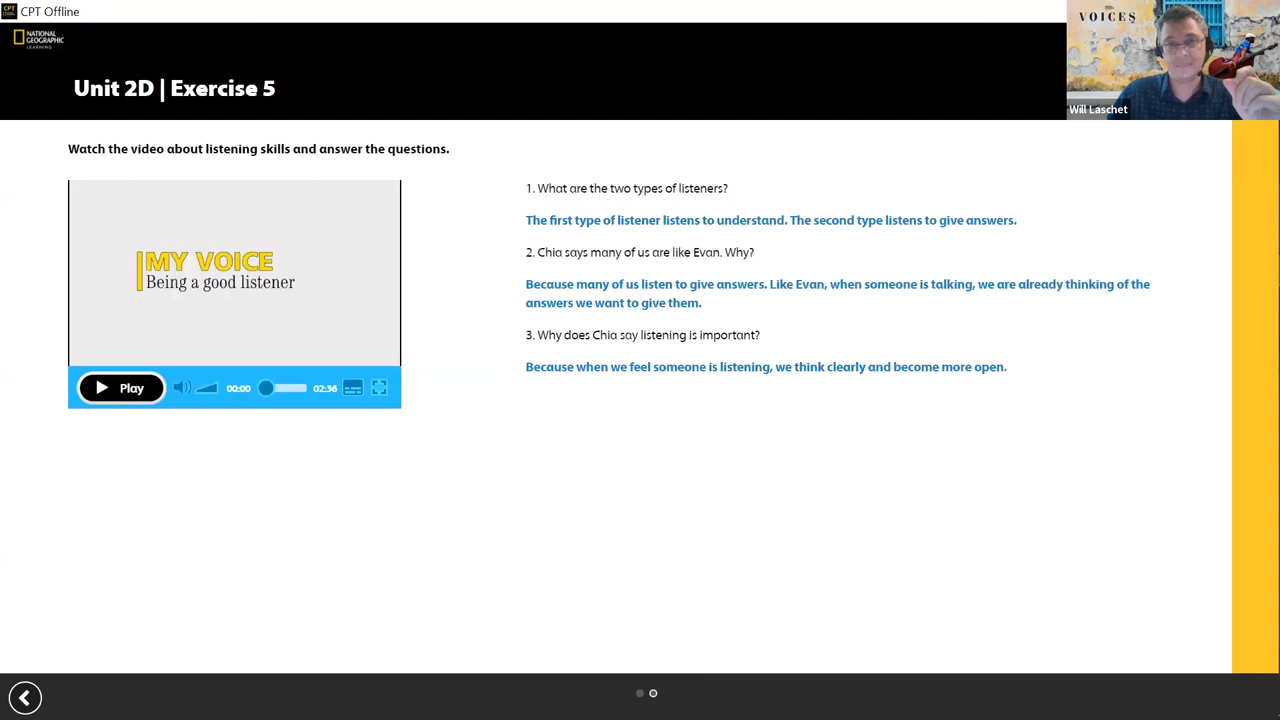 CPT Offline
CPT
NATIONAL
GEOGRAPHIC
LEARNING
VOICES
Unit 2D | Exercise 5
Will Laschet
Watch the video about listening skills and answer the questions.
MY VOICE
Being a good listener
Play
00:00
02:36
1. What are the two types of listeners?
The first type of listener listens to understand. The second type listens to give answers.
2. Chia says many of us are like Evan. Why?
Because many of us listen to give answers. Like Evan, when someone is talking, we are already thinking of the
answers we want to give them.
3. Why does Chia say listening is important?
Because when we feel someone is listening, we think clearly and become more open.